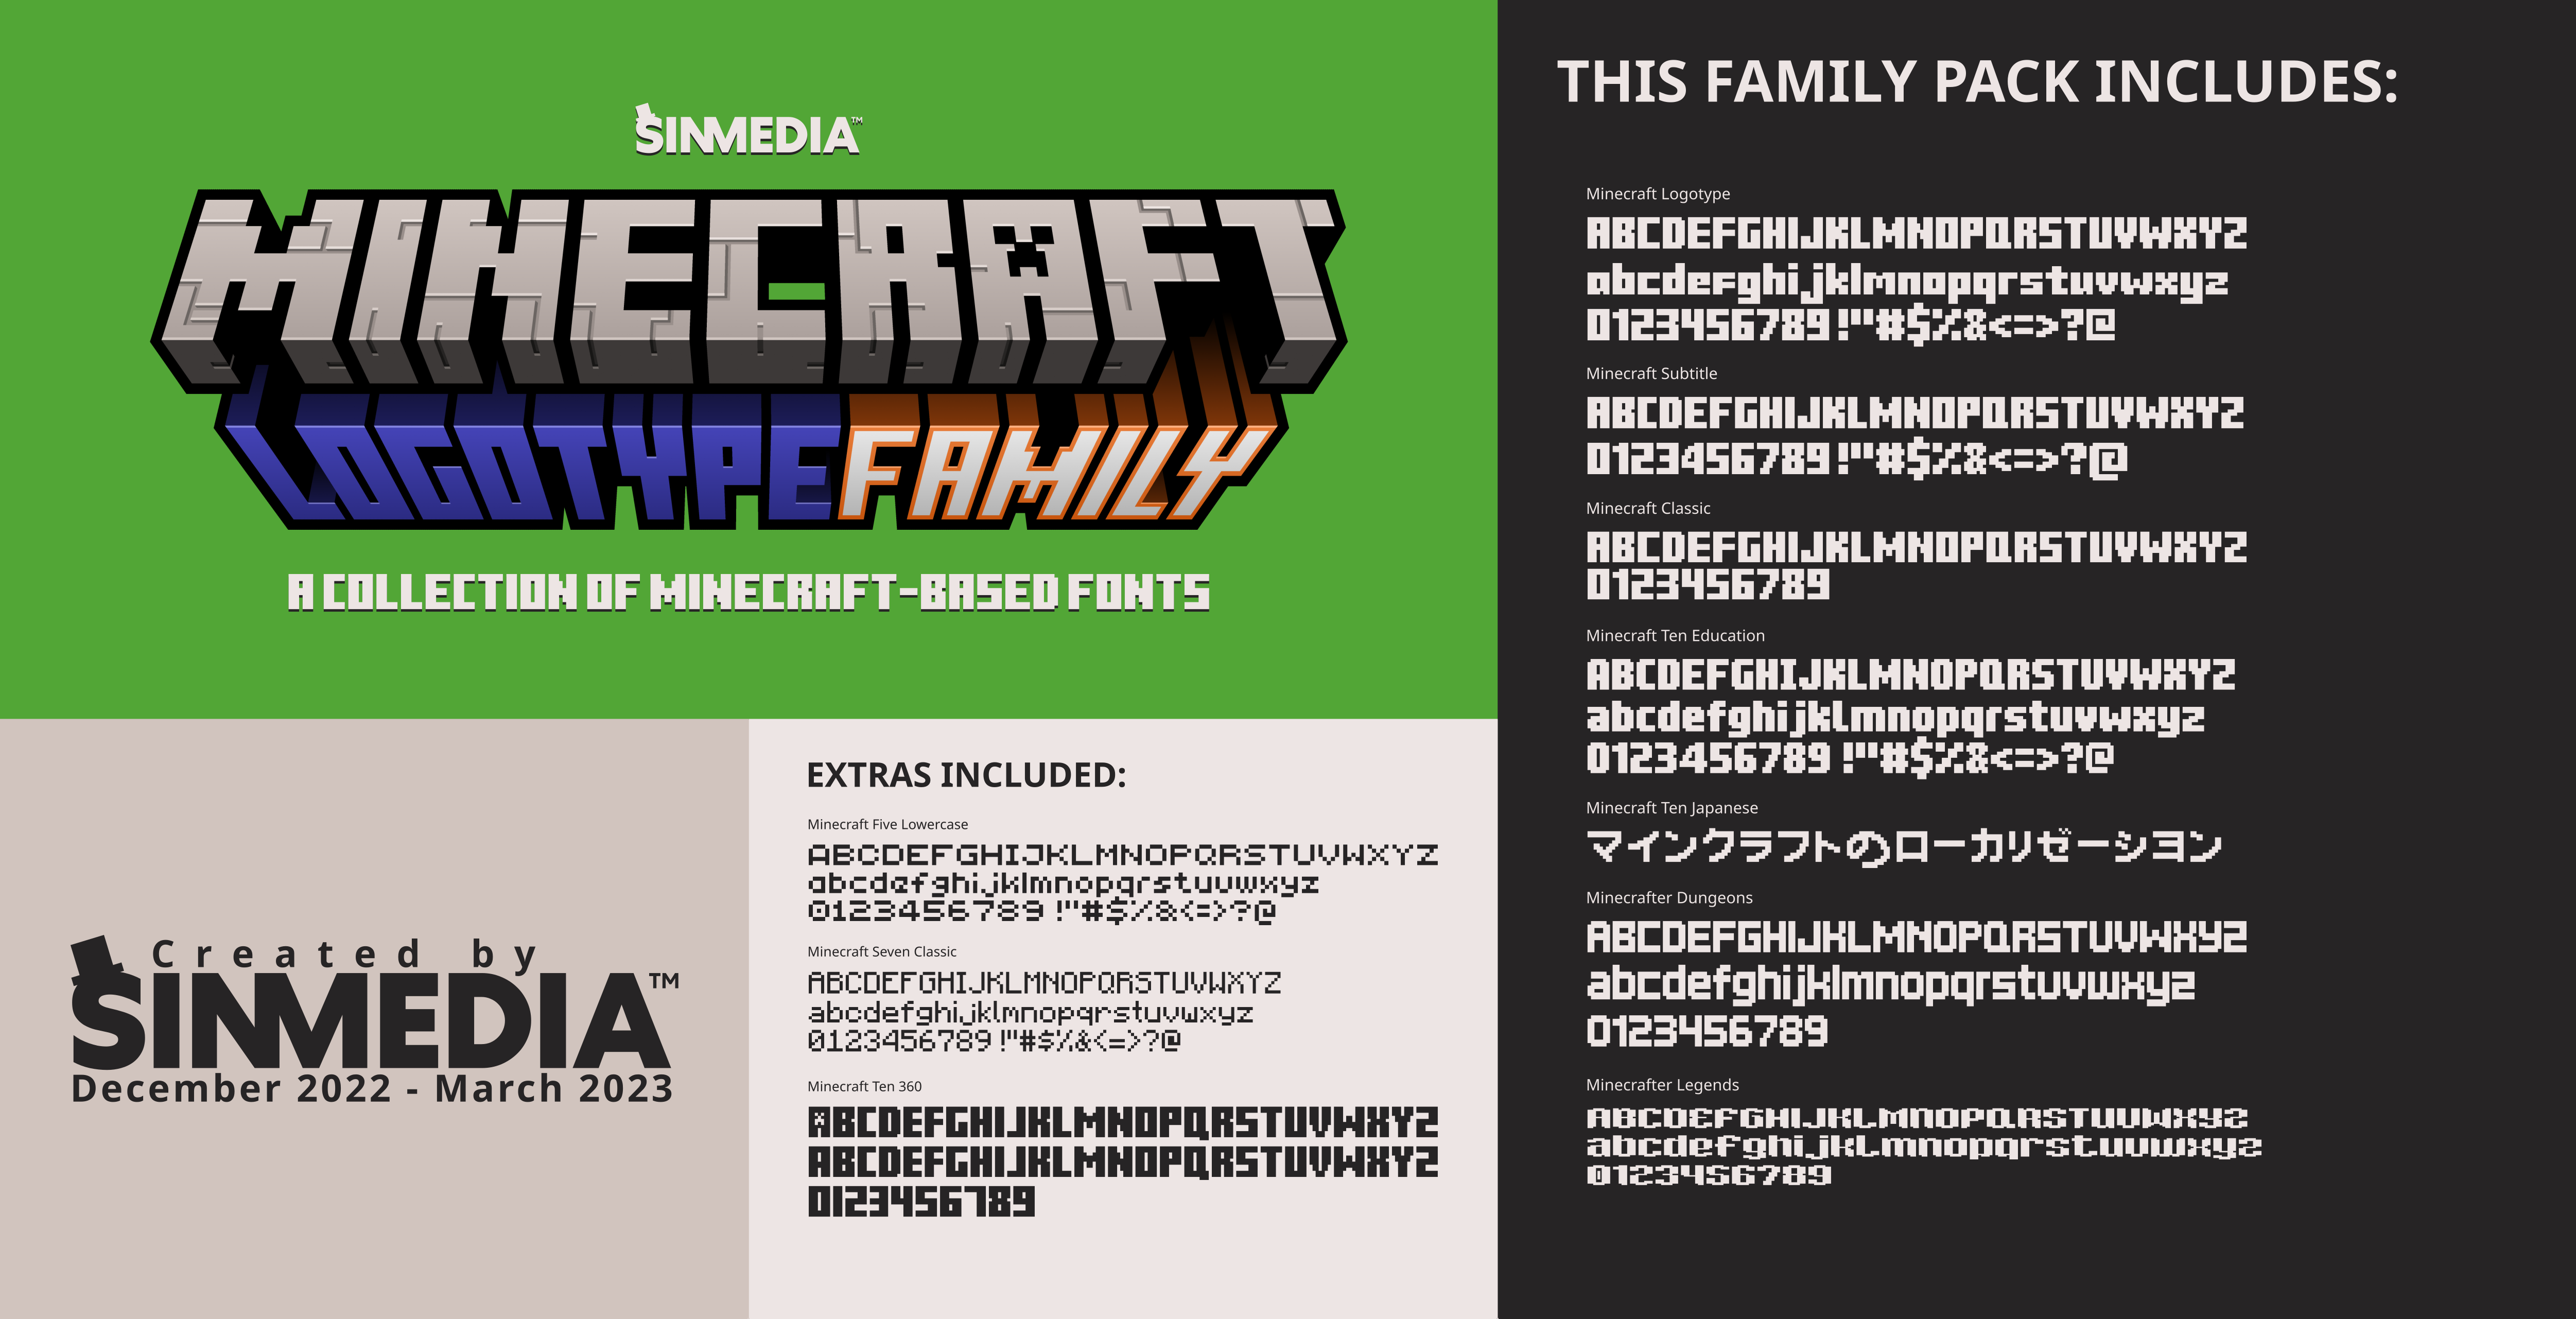 SINMEDIA™
MINECRAFT
LOGOTYPE FAMILY
A COLLECTION OF MINECRAFT-BASED FONTS
Created by
SINMEDIA™
December 2022 - March 2023
EXTRAS INCLUDED:
Minecraft Five Lowercase
ABCDEFGHIJKLMNOPQRSTUVWXYZ
abcdefghijklmnopqrstuvwxyz
0123456789 !"#$%&<=>?@
Minecraft Seven Classic
ABCDEFGHIJKLMNOPQRSTUVWXYZ
abcdefghijklmnopqrstuvwxyz
0123456789 !"#$%&<=>?@
Minecraft Ten 360
ABCDEFGHIJKLMNOPQRSTUVWXYZ
ABCDEFGHIJKLMNOPQRSTUVWXYZ
0123456789
THIS FAMILY PACK INCLUDES:
Minecraft Logotype
ABCDEFGHIJKLMNOPQRSTUVWXYZ
abcdefghijklmnopqrstuvwxyz
0123456789 !"#$%&<=>?@
Minecraft Subtitle
ABCDEFGHIJKLMNOPQRSTUVWXYZ
0123456789 !"#$%&<=>?@
Minecraft Classic
ABCDEFGHIJKLMNOPQRSTUVWXYZ
0123456789
Minecraft Ten Education
ABCDEFGHIJKLMNOPQRSTUVWXYZ
abcdefghijklmnopqrstuvwxyz
0123456789 !"#$%&<=>?@
Minecraft Ten Japanese
マインクラフトのローカリゼーション
Minecrafter Dungeons
ABCDEFGHIJKLMNOPQRSTUVWXYZ
abcdefghijklmnopqrstuvwxyz
0123456789
Minecrafter Legends
ABCDEFGHIJKLMNOPQRSTUVWXYZ
abcdefghijklmnopqrstuvwxyz
0123456789